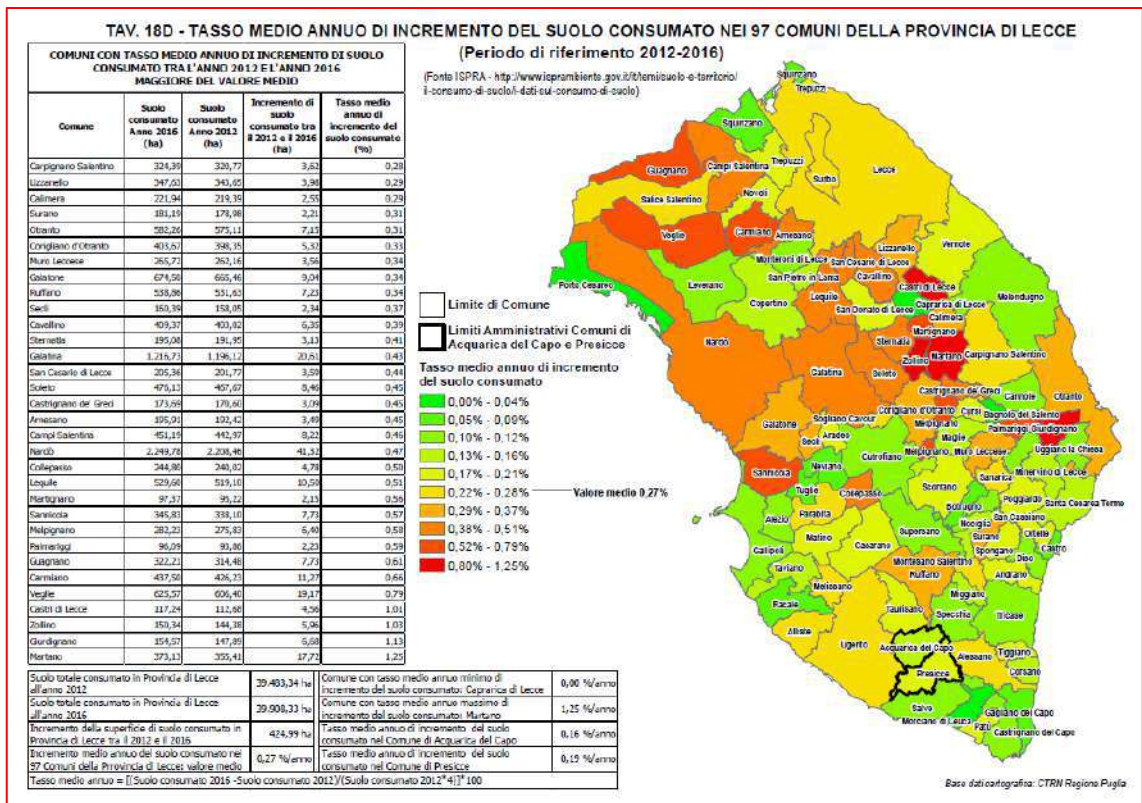 TAV. 18D - TASSO MEDIO ANNUO DI INCREMENTO DEL SUOLO CONSUMATO NEI 97 COMUNI DELLA PROVINCIA DI LECCE
(Periodo di riferimento 2012-2016)
(Fonte ISPRA - http://www.isprambiente.gov.it/it/temi/suolo-e-territorio/
il-consumo-di-suolo/i-dati-sul-consumo-di-suolo)
COMUNI CON TASSO MEDIO ANNUO DI INCREMENTO DI SUOLO
CONSUMATO TRA L'ANNO 2012 E L'ANNO 2016
MAGGIORE DEL VALORE MEDIO
Comune | Suolo consumato Anno 2016 (ha) | Suolo consumato Anno 2012 (ha) | Incremento di suolo consumato tra il 2012 e il 2016 (ha) | Tasso medio annuo di incremento del suolo consumato (%)
Carpignano Salentino 324,39 320,77 3,62 0,28
Lizzanello 347,63 343,65 3,98 0,29
Calimera 221,94 219,39 2,55 0,29
Surano 181,19 178,98 2,21 0,31
Otranto 582,26 575,11 7,15 0,31
Corigliano d'Otranto 403,67 398,35 5,32 0,33
Muro Leccese 265,72 262,16 3,56 0,34
Galatone 674,50 665,46 9,04 0,34
Ruffano 538,86 531,63 7,23 0,34
Seclì 160,39 158,05 2,34 0,37
Cavallino 409,37 403,02 6,35 0,39
Sternatia 195,08 191,95 3,13 0,41
Galatina 1.216,73 1.196,12 20,61 0,43
San Cesario di Lecce 205,36 201,77 3,59 0,44
Soleto 476,13 467,67 8,46 0,45
Castrignano de' Greci 173,69 170,60 3,09 0,45
Arnesano 195,91 192,42 3,49 0,45
Campi Salentina 451,19 442,97 8,22 0,46
Nardò 2.249,78 2.208,46 41,32 0,47
Collepasso 244,80 240,02 4,78 0,50
Lequile 529,60 519,10 10,50 0,51
Martignano 97,37 95,22 2,15 0,56
Sannicola 345,83 338,10 7,73 0,57
Melpignano 282,23 275,83 6,40 0,58
Palmariggi 96,09 93,86 2,23 0,59
Guagnano 322,21 314,48 7,73 0,61
Carmiano 437,50 426,23 11,27 0,66
Veglie 625,57 606,40 19,17 0,79
Castri di Lecce 117,24 112,68 4,56 1,01
Zollino 150,34 144,38 5,96 1,03
Giurdignano 154,57 147,89 6,68 1,13
Martano 373,13 355,41 17,72 1,25
Suolo totale consumato in Provincia di Lecce all'anno 2012 39.483,34 ha
Suolo totale consumato in Provincia di Lecce all'anno 2016 39.908,33 ha
Incremento della superficie di suolo consumato in Provincia di Lecce tra il 2012 e il 2016 424,99 ha
Incremento medio annuo del suolo consumato nei 97 Comuni della Provincia di Lecce: valore medio 0,27 %/anno
Comune con tasso medio annuo minimo di incremento del suolo consumato: Caprarica di Lecce 0,00 %/anno
Comune con tasso medio annuo massimo di incremento del suolo consumato: Martano 1,25 %/anno
Tasso medio annuo di incremento del suolo consumato nel Comune di Acquarica del Capo 0,16 %/anno
Tasso medio annuo di incremento del suolo consumato nel Comune di Presicce 0,19 %/anno
Tasso medio annuo = [(Suolo consumato 2016 -Suolo consumato 2012)/(Suolo consumato 2012*4)]*100
Limite di Comune
Limiti Amministrativi Comuni di
Acquarica del Capo e Presicce
Tasso medio annuo di incremento
del suolo consumato
0,00% - 0,04%
0,05% - 0,09%
0,10% - 0,12%
0,13% - 0,16%
0,17% - 0,21%
0,22% - 0,28% Valore medio 0,27%
0,29% - 0,37%
0,38% - 0,51%
0,52% - 0,79%
0,80% - 1,25%
Squinzano
Trepuzzi
Squinzano
Guagnano
Campi Salentina
Trepuzzi
Surbo
Lecce
Salice Salentino
Novoli
Veglie
Carmiano
Arnesano
Lizzanello
Vernole
Monteroni di Lecce
San Cesario di Lecce
San Pietro in Lama
Cavallino
Castri di Lecce
Melendugno
Porto Cesareo
Leverano
Copertino
Lequile
San Donato di Lecce
Caprarica di Lecce
Calimera
Martignano
Nardò
Sternatia
Zollino
Martano
Carpignano Salentino
Galatina
Soleto
Castrignano de' Greci
Cannole
Otranto
Corigliano d'Otranto
Cursi
Bagnolo del Salento
Galatone
Sogliano Cavour
Melpignano
Palmariggi
Giurdignano
Seclì
Aradeo
Maglie
Uggiano la Chiesa
Sannicola
Neviano
Cutrofiano
Melpignano
Muro Leccese
Minervino di Lecce
Tuglie
Collepasso
Scorrano
Sanarica
Poggiardo
Santa Cesarea Terme
Alezio
Parabita
Botrugno
San Cassiano
Nociglia
Matino
Supersano
Surano
Ortelle
Gallipoli
Casarano
Spongano
Diso
Castro
Taviano
Montesano Salentino
Ruffano
Andrano
Melissano
Miggiano
Racale
Taurisano
Specchia
Tricase
Alliste
Ugento
Acquarica del Capo
Alessano
Tiggiano
Presicce
Corsano
Salve
Gagliano del Capo
Morciano di Leuca
Patù
Castrignano del Capo
Base dati cartografica: CTRN Regione Puglia